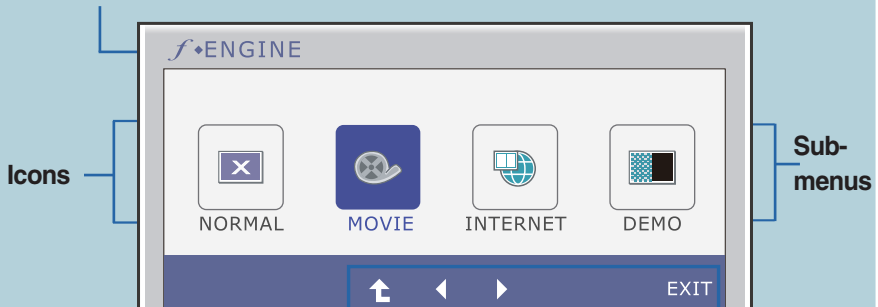 f ENGINE
Icons
NORMAL MOVIE INTERNET DEMO
Sub-
menus
EXIT